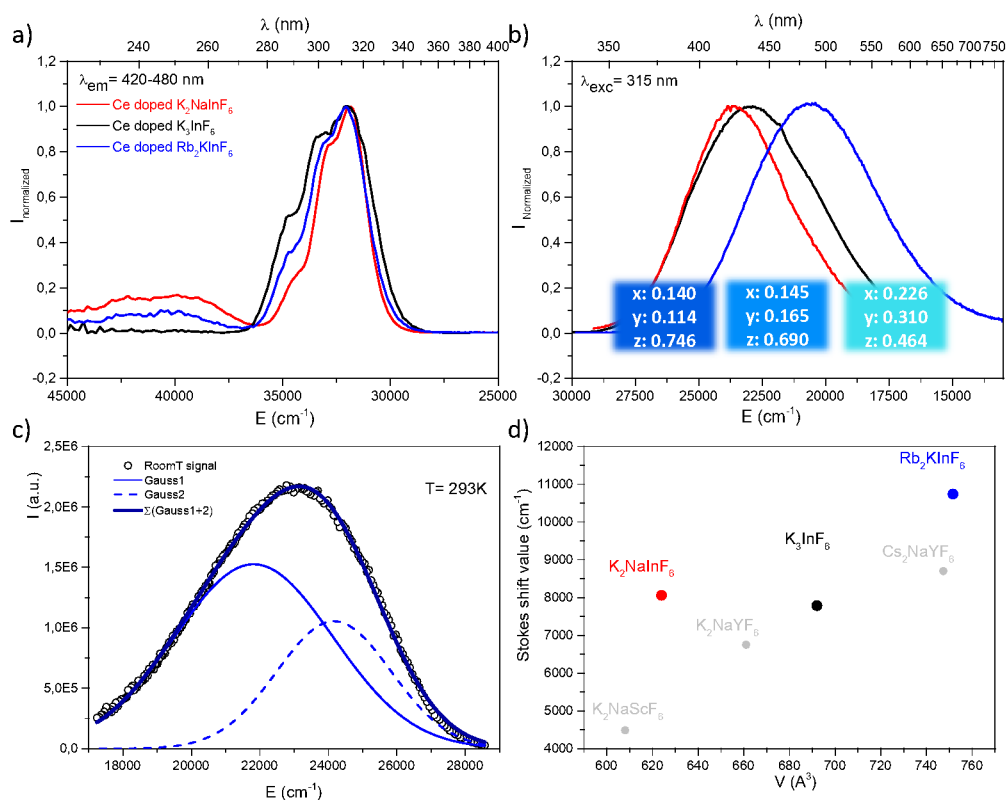 a)
λ (nm)
240 260 280 300 320 340 360 380 400
λem= 420-480 nm
Ce doped K2NaInF6
Ce doped K3InF6
Ce doped Rb2KInF6
Inormalized
1,2
1,0
0,8
0,6
0,4
0,2
0,0
-0,2
45000 40000 35000 30000 25000
E (cm-1)
b)
λ (nm)
360 390 420 450 480 510 550 600 650 700 750
λexc= 315 nm
I Normalized
1,2
1,0
0,8
0,6
0,4
0,2
0,0
-0,2
x: 0.140
y: 0.114
z: 0.746
x: 0.145
y: 0.165
z: 0.690
x: 0.226
y: 0.310
z: 0.464
30000 27500 25000 22500 20000 17500 15000
E (cm-1)
c)
RoomT signal
Gauss1
Gauss2
Σ(Gauss1+2)
T= 293K
I (a.u.)
2,5E6
2,0E6
1,5E6
1,0E6
5,0E5
0,0
18000 20000 22000 24000 26000 28000
E (cm-1)
d)
Stokes shift value (cm-1)
12000
11000
10000
9000
8000
7000
6000
5000
4000
Rb2KInF6
Cs2NaYF6
K3InF6
K2NaInF6
K2NaYF6
K2NaScF6
600 620 640 660 680 700 720 740 760
V (A3)